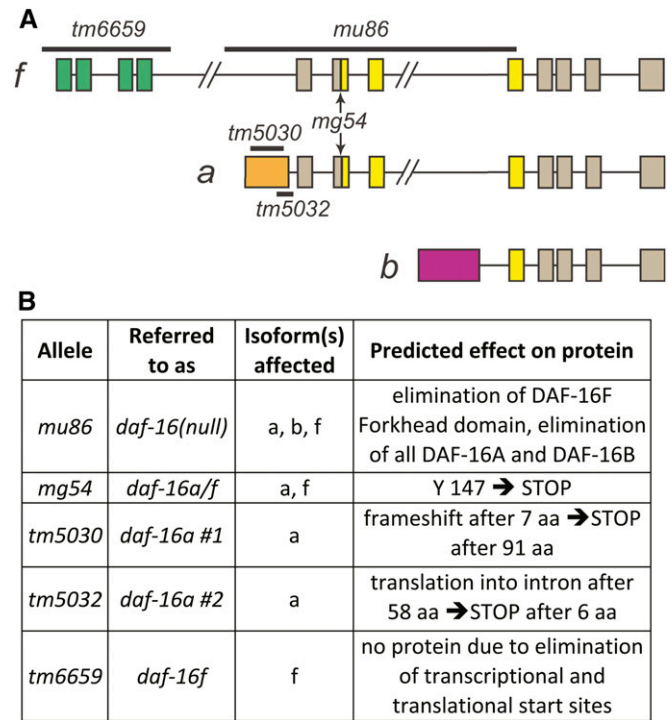 A
tm6659
mu86
f
//
//
mg54
tm5030
a
//
tm5032
b
B
Allele
Referred
to as
Isoform(s)
affected
Predicted effect on protein
mu86
daf-16(null)
a, b, f
elimination of DAF-16F
Forkhead domain, elimination
of all DAF-16A and DAF-16B
mg54
daf-16a/f
a, f
Y 147 ➔ STOP
tm5030
daf-16a #1
a
frameshift after 7 aa ➔STOP
after 91 aa
tm5032
daf-16a #2
a
translation into intron after
58 aa ➔STOP after 6 aa
tm6659
daf-16f
f
no protein due to elimination
of transcriptional and
translational start sites